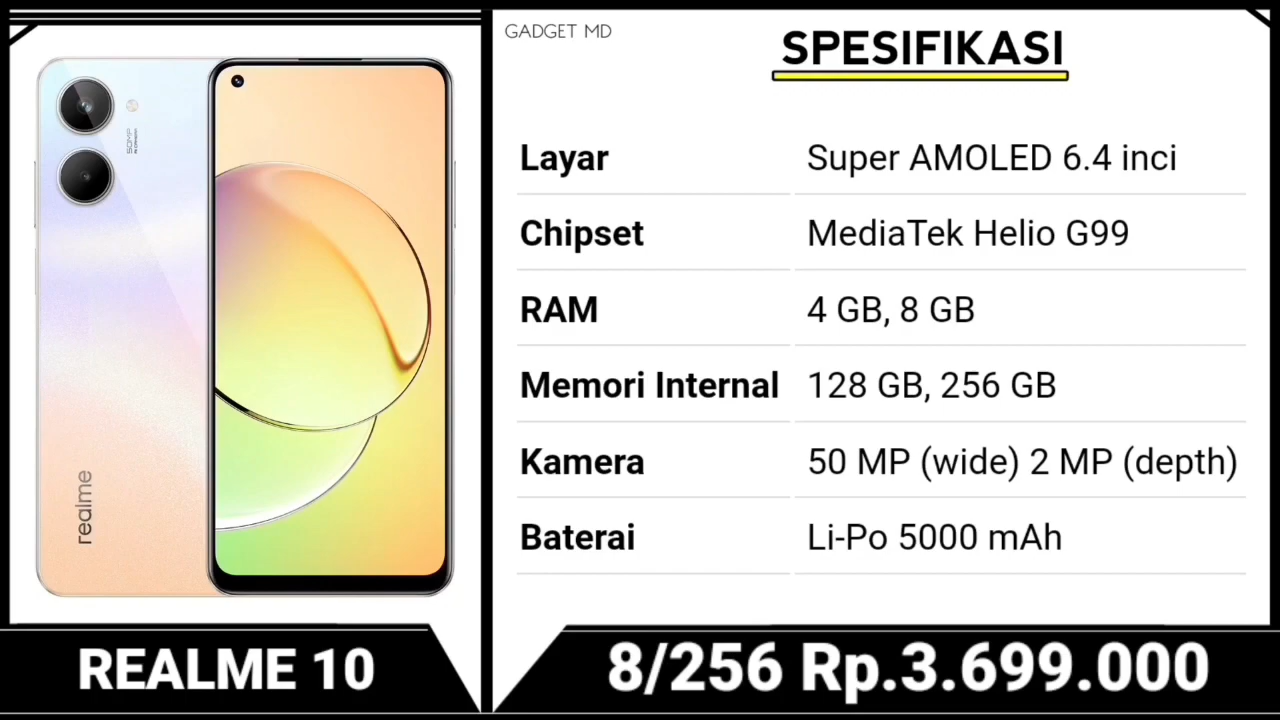 GADGET MD
SPESIFIKASI
Layar Super AMOLED 6.4 inci
Chipset MediaTek Helio G99
RAM 4 GB, 8 GB
Memori Internal 128 GB, 256 GB
Kamera 50 MP (wide) 2 MP (depth)
Baterai Li-Po 5000 mAh
50MP
realme
REALME 10
8/256 Rp.3.699.000